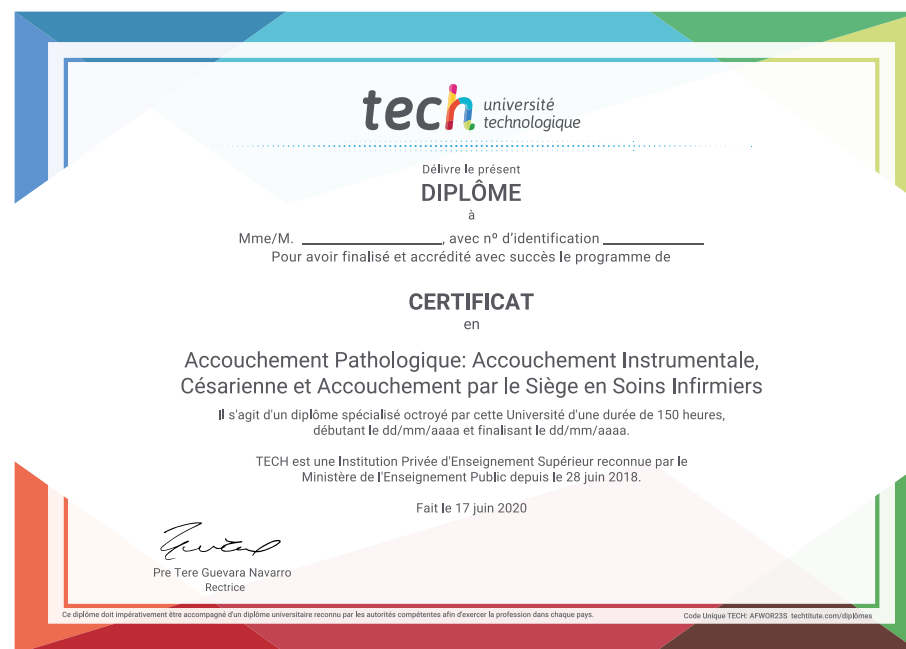 tech université
technologique
Délivre le présent
DIPLÔME
à
Mme/M. ____________________, avec nº d'identification ______________
Pour avoir finalisé et accrédité avec succès le programme de
CERTIFICAT
en
Accouchement Pathologique: Accouchement Instrumentale,
Césarienne et Accouchement par le Siège en Soins Infirmiers
Il s'agit d'un diplôme spécialisé octroyé par cette Université d'une durée de 150 heures,
débutant le dd/mm/aaaa et finalisant le dd/mm/aaaa.
TECH est une Institution Privée d'Enseignement Supérieur reconnue par le
Ministère de l'Enseignement Public depuis le 28 juin 2018.
Fait le 17 juin 2020
Pre Tere Guevara Navarro
Rectrice
Ce diplôme doit impérativement être accompagné d'un diplôme universitaire reconnu par les autorités compétentes afin d'exercer la profession dans chaque pays.
Code Unique TECH: AFWOR23S techtitute.com/diplômes